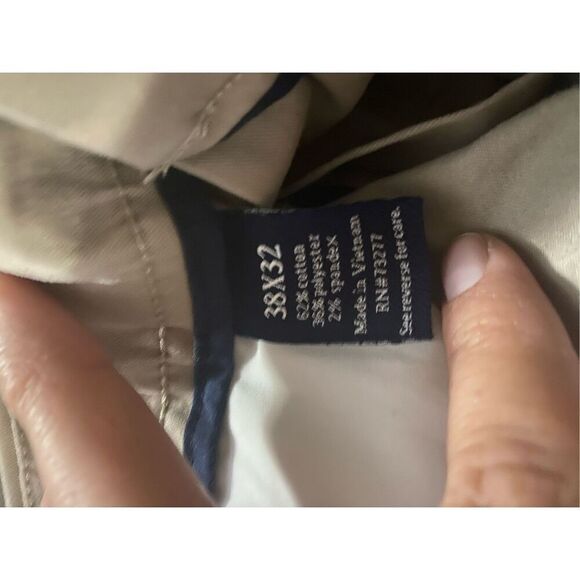 38X32
62% cotton
36% polyester
2% spandex
Made in Vietnam
RN#73277
See reverse for care.